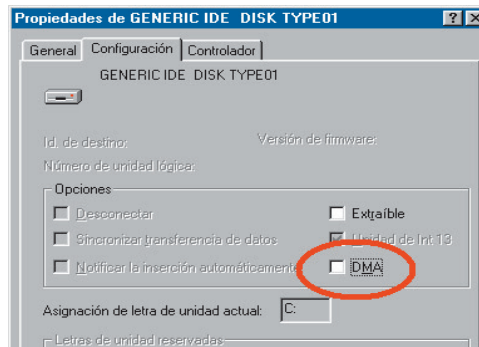 Propiedades de GENERIC IDE DISK TYPE01
General Configuración Controlador
GENERIC IDE DISK TYPE01
Id. de destino: Versión de firmware:
Número de unidad lógica:
Opciones
Desconectar Extraíble
Sincronizar transferencia de datos Unidad de Int 13
Notificar la inserción automáticamente DMA
Asignación de letra de unidad actual: C:
Letras de unidad reservadas